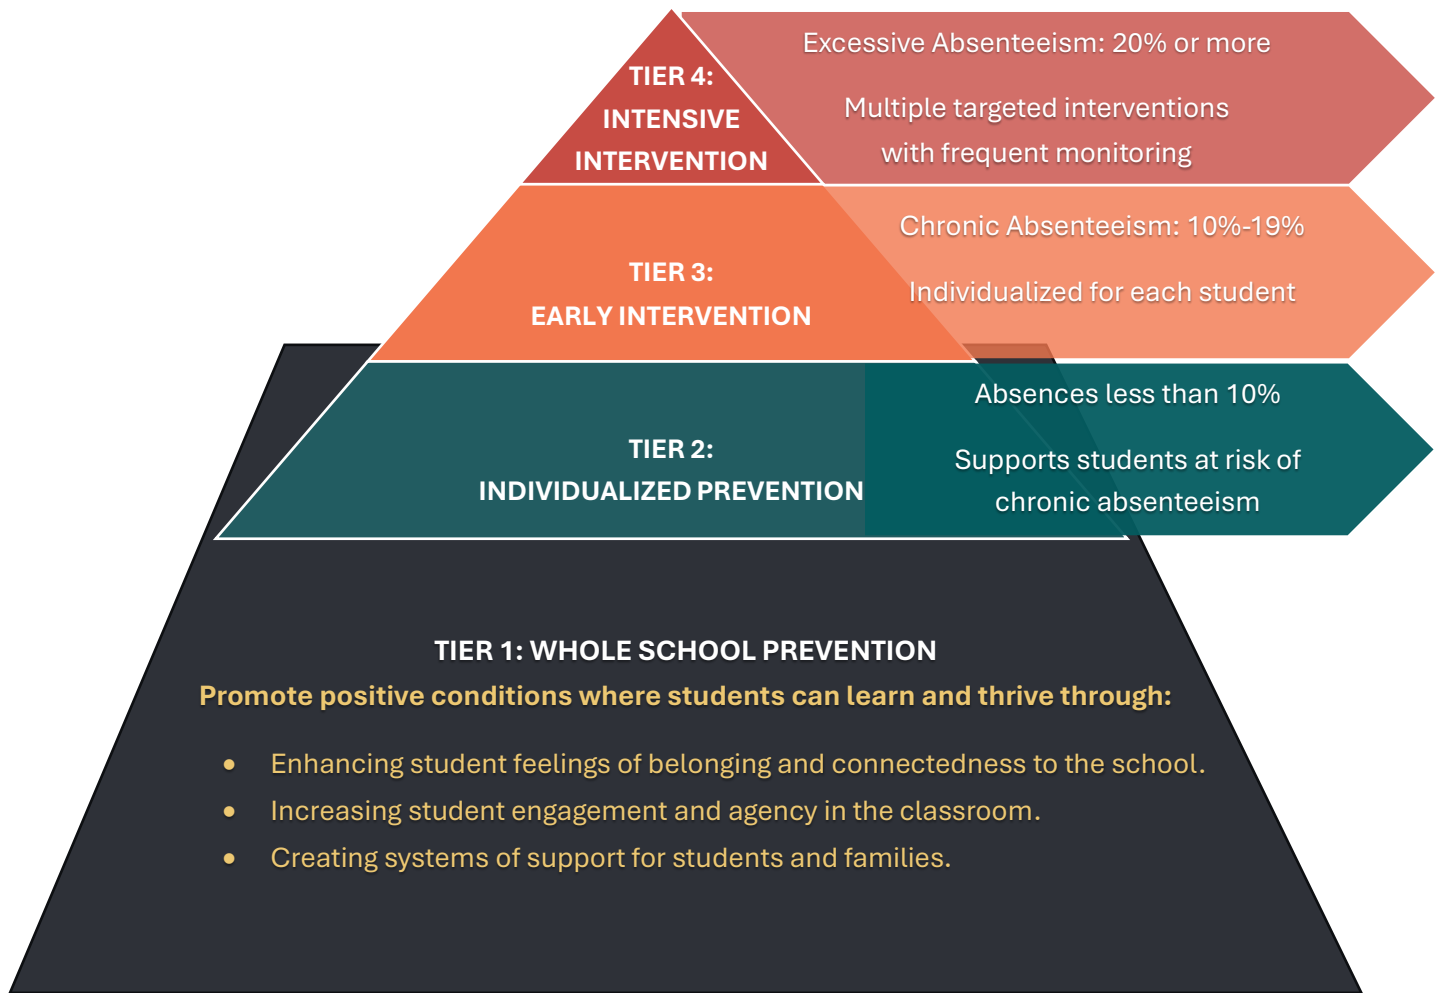 TIER 4:
INTENSIVE
INTERVENTION
Excessive Absenteeism: 20% or more
Multiple targeted interventions
with frequent monitoring
TIER 3:
EARLY INTERVENTION
Chronic Absenteeism: 10%-19%
Individualized for each student
TIER 2:
INDIVIDUALIZED PREVENTION
Absences less than 10%
Supports students at risk of
chronic absenteeism
TIER 1: WHOLE SCHOOL PREVENTION
Promote positive conditions where students can learn and thrive through:
• Enhancing student feelings of belonging and connectedness to the school.
• Increasing student engagement and agency in the classroom.
• Creating systems of support for students and families.